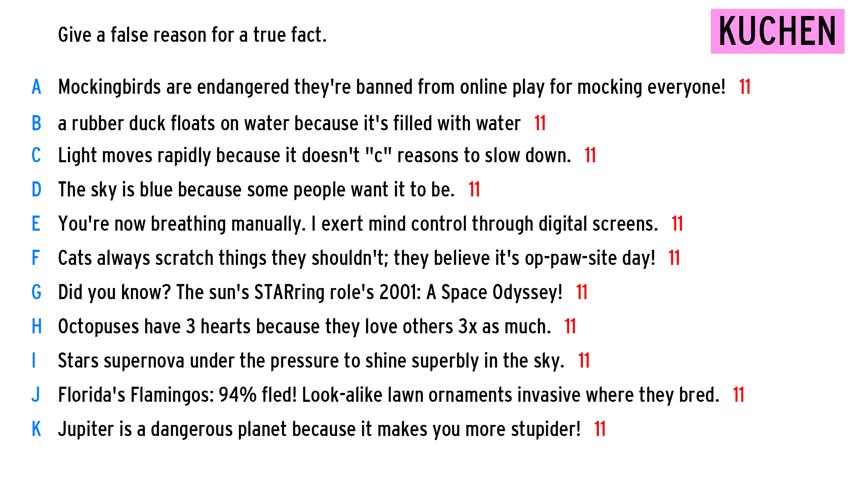 Give a false reason for a true fact.
KUCHEN
A Mockingbirds are endangered they're banned from online play for mocking everyone! 11
B a rubber duck floats on water because it's filled with water 11
C Light moves rapidly because it doesn't "c" reasons to slow down. 11
D The sky is blue because some people want it to be. 11
E You're now breathing manually. I exert mind control through digital screens. 11
F Cats always scratch things they shouldn't; they believe it's op-paw-site day! 11
G Did you know? The sun's STARring role's 2001: A Space Odyssey! 11
H Octopuses have 3 hearts because they love others 3x as much. 11
I Stars supernova under the pressure to shine superbly in the sky. 11
J Florida's Flamingos: 94% fled! Look-alike lawn ornaments invasive where they bred. 11
K Jupiter is a dangerous planet because it makes you more stupider! 11